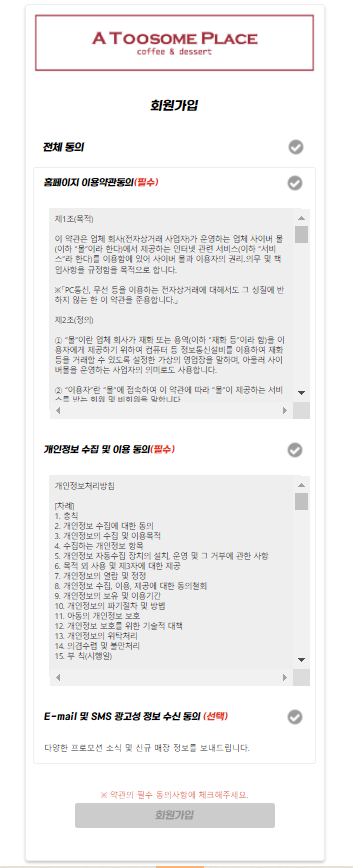 A TOOSOME PLACE
coffee & dessert
회원가입
전체 동의
홈페이지 이용약관동의(필수)
제1조(목적)
이 약관은 업체 회사(전자상거래 사업자)가 운영하는 업체 사이버 몰
(이하 "몰"이라 한다)에서 제공하는 인터넷 관련 서비스(이하 "서비
스"라 한다)를 이용함에 있어 사이버 몰과 이용자의 권리.의무 및 책
임사항을 규정함을 목적으로 합니다.
※「PC통신, 무선 등을 이용하는 전자상거래에 대해서도 그 성질에 반
하지 않는 한 이 약관을 준용합니다.」
제2조(정의)
① "몰"이란 업체 회사가 재화 또는 용역(이하 "재화 등"이라 함)을 이
용자에게 제공하기 위하여 컴퓨터 등 정보통신설비를 이용하여 재화
등을 거래할 수 있도록 설정한 가상의 영업장을 말하며, 아울러 사이
버몰을 운영하는 사업자의 의미로도 사용합니다.
② "이용자"란 "몰"에 접속하여 이 약관에 따라 "몰"이 제공하는 서비
스를 받는 회원 및 비회원을 말합니다.
개인정보 수집 및 이용 동의(필수)
개인정보처리방침
[차례]
1. 총칙
2. 개인정보 수집에 대한 동의
3. 개인정보의 수집 및 이용목적
4. 수집하는 개인정보 항목
5. 개인정보 자동수집 장치의 설치, 운영 및 그 거부에 관한 사항
6. 목적 외 사용 및 제3자에 대한 제공
7. 개인정보의 열람 및 정정
8. 개인정보 수집, 이용, 제공에 대한 동의철회
9. 개인정보의 보유 및 이용기간
10. 개인정보의 파기절차 및 방법
11. 아동의 개인정보 보호
12. 개인정보 보호를 위한 기술적 대책
13. 개인정보의 위탁처리
14. 의겸수렴 및 불만처리
15. 부 칙(시행일)
E-mail 및 SMS 광고성 정보 수신 동의 (선택)
다양한 프로모션 소식 및 신규 매장 정보를 보내드립니다.
※ 약관의 필수 동의사항에 체크해주세요.
회원가입